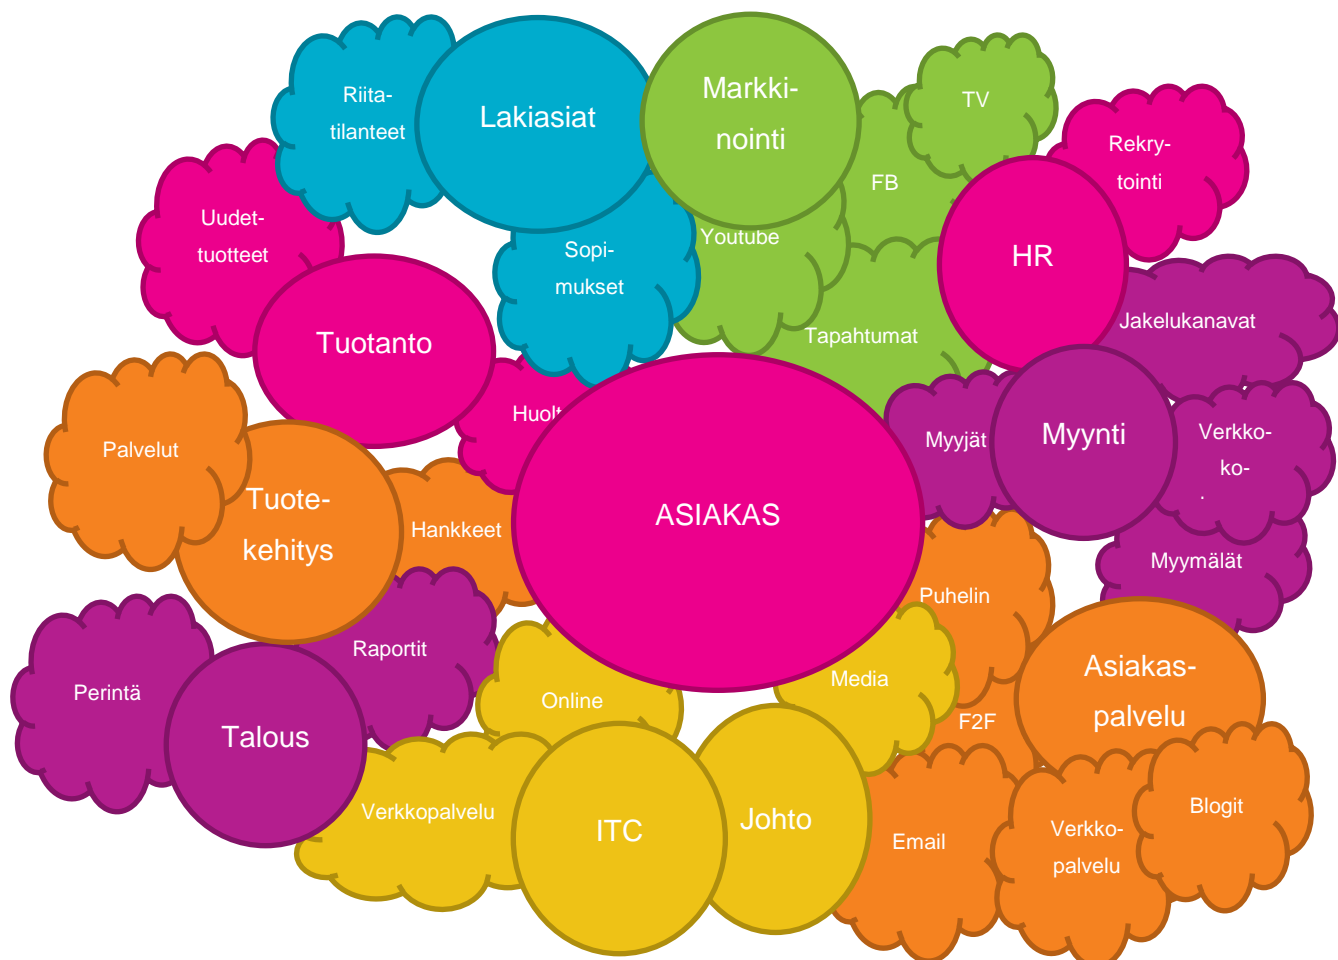 Riita-
tilanteet
Lakiasiat
Markki-
nointi
TV
FB
Rekry-
tointi
Uudet-
tuotteet
Sopi-
mukset
Youtube
HR
Tuotanto
Tapahtumat
Jakelukanavat
Huolt
Myyjät
Myynti
Verkko-
ko-
Palvelut
Tuote-
kehitys
Hankkeet
ASIAKAS
Puhelin
Myymälät
Perintä
Talous
Raportit
Online
Media
F2F
Asiakas-
palvelu
Verkkopalvelu
ITC
Johto
Email
Verkko-
palvelu
Blogit